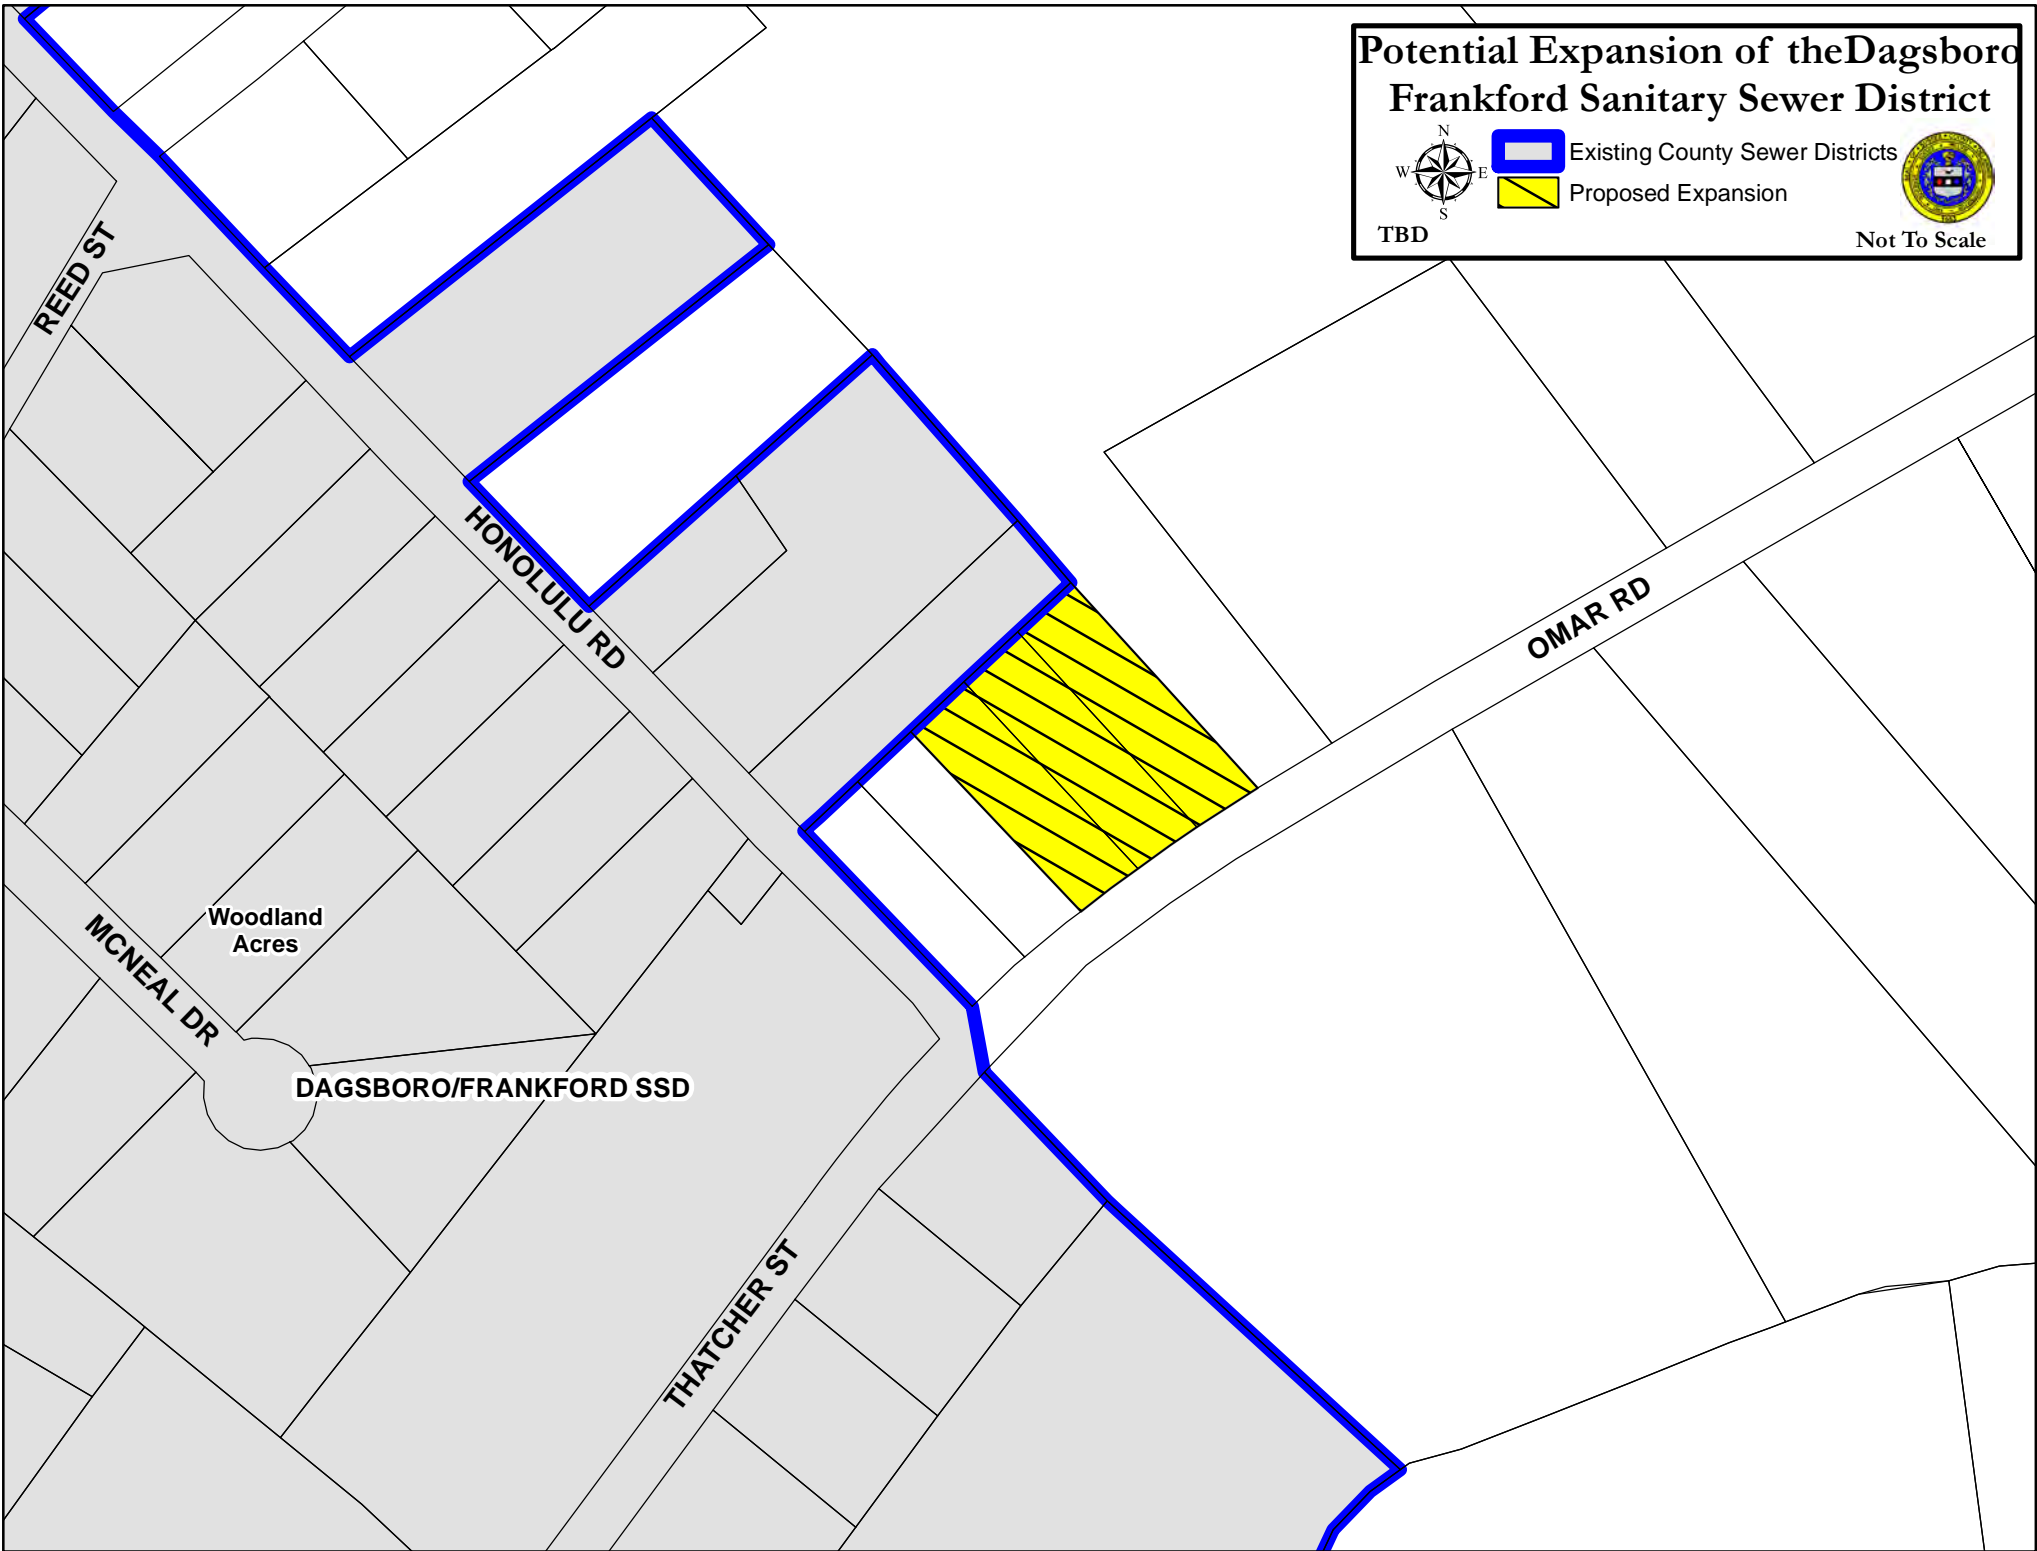 Potential Expansion of theDagsboro
Frankford Sanitary Sewer District
N
W
E
S
Existing County Sewer Districts
Proposed Expansion
TBD
Not To Scale
REED ST
HONOLULU RD
OMAR RD
Woodland
Acres
MCNEAL DR
DAGSBORO/FRANKFORD SSD
THATCHER ST